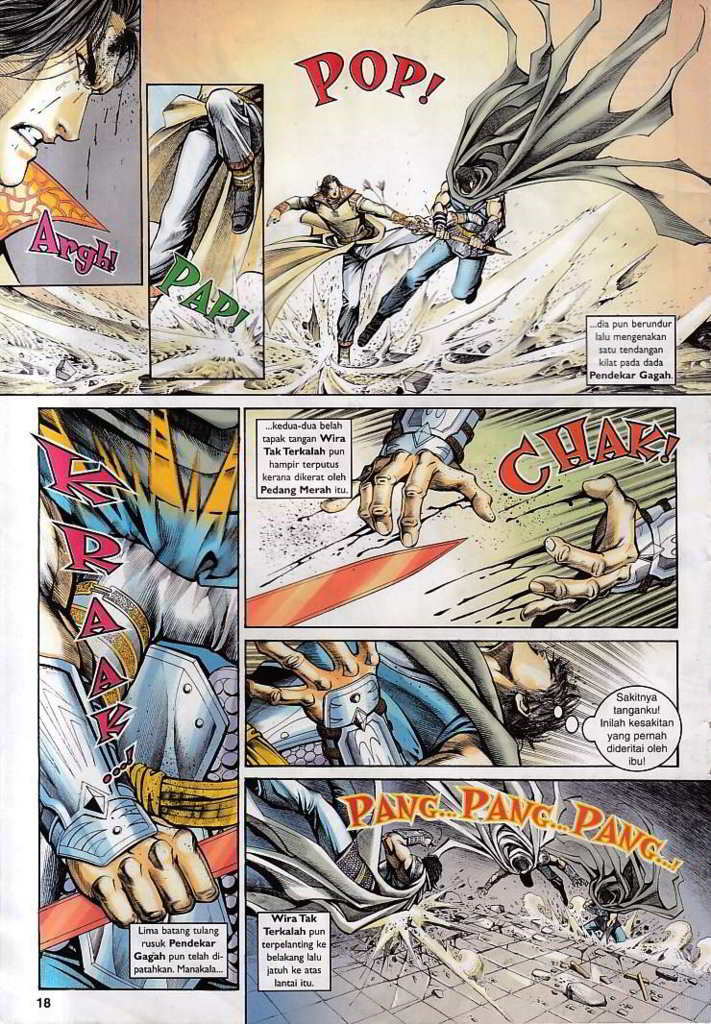 POP!
Argh!
PAP!
...dia pun berundur
lalu mengenakan
satu tendangan
kilat pada dada
Pendekar Gagah.
KRAAAK...!
Lima batang tulang
rusuk Pendekar
Gagah pun telah di-
patahkan. Manakala...
...kedua-dua belah
tapak tangan Wira
Tak Terkalah pun
hampir terputus
kerana dikerat oleh
Pedang Merah itu.
CHAK!
Sakitnya
tanganku!
Inilah kesakitan
yang pernah
dideritai oleh
ibu!
PANG...PANG...PANG...!
Wira Tak
Terkalah pun
terpelanting ke
belakang lalu
jatuh ke atas
lantai itu.
18